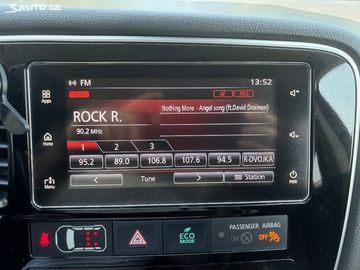 Sauto.cz
FM
13:52
AF
REG
Apps
Nothing More - Angel song (ft.David Draiman)
ROCK R.
90.2 MHz
Home
1 2 3
95.2 89.0 106.8 107.6 94.5 R-DVOJKA
Menu
Tune
Station
PWR
ECO MODE
PASSENGER AIRBAG
ON OFF